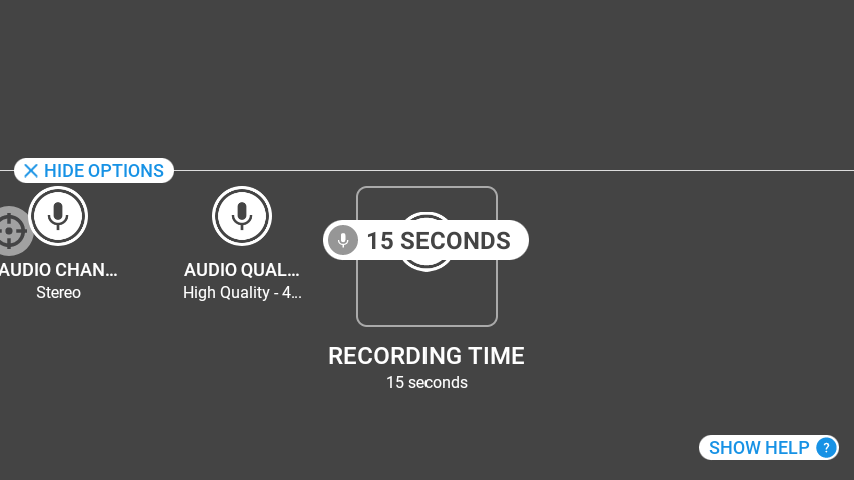 HIDE OPTIONS
AUDIO CHAN...
Stereo
AUDIO QUAL...
High Quality - 4...
15 SECONDS
RECORDING TIME
15 seconds
SHOW HELP ?